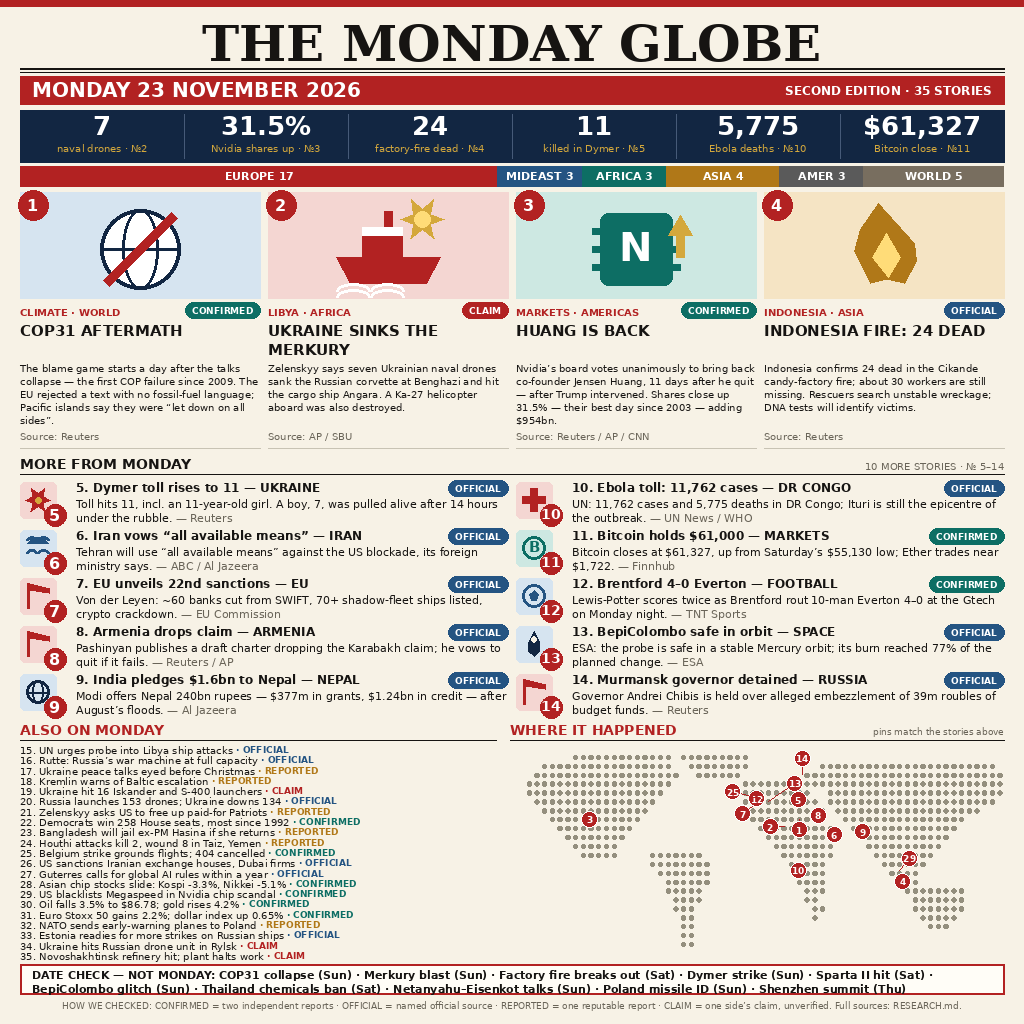 THE MONDAY GLOBE
MONDAY 23 NOVEMBER 2026
SECOND EDITION · 35 STORIES
7
naval drones · №2
31.5%
Nvidia shares up · №3
24
factory-fire dead · №4
11
killed in Dymer · №5
5,775
Ebola deaths · №10
$61,327
Bitcoin close · №11
EUROPE 17
MIDEAST 3
AFRICA 3
ASIA 4
AMER 3
WORLD 5
1
CLIMATE · WORLD
CONFIRMED
COP31 AFTERMATH
The blame game starts a day after the talks
collapse — the first COP failure since 2009. The
EU rejected a text with no fossil-fuel language;
Pacific islands say they were “let down on all
sides”.
Source: Reuters
2
LIBYA · AFRICA
CLAIM
UKRAINE SINKS THE
MERKURY
Zelenskyy says seven Ukrainian naval drones
sank the Russian corvette at Benghazi and hit
the cargo ship Angara. A Ka-27 helicopter
aboard was also destroyed.
Source: AP / SBU
3
N
MARKETS · AMERICAS
CONFIRMED
HUANG IS BACK
Nvidia’s board votes unanimously to bring back
co-founder Jensen Huang, 11 days after he quit
— after Trump intervened. Shares close up
31.5% — their best day since 2003 — adding
$954bn.
Source: Reuters / AP / CNN
4
INDONESIA · ASIA
OFFICIAL
INDONESIA FIRE: 24 DEAD
Indonesia confirms 24 dead in the Cikande
candy-factory fire; about 30 workers are still
missing. Rescuers search unstable wreckage;
DNA tests will identify victims.
Source: Reuters
MORE FROM MONDAY
10 MORE STORIES · № 5–14
5
5. Dymer toll rises to 11 — UKRAINE
OFFICIAL
Toll hits 11, incl. an 11-year-old girl. A boy, 7, was pulled alive after 14 hours
under the rubble. — Reuters
6
6. Iran vows “all available means” — IRAN
OFFICIAL
Tehran will use “all available means” against the US blockade, its foreign
ministry says. — ABC / Al Jazeera
7
7. EU unveils 22nd sanctions — EU
OFFICIAL
Von der Leyen: ~60 banks cut from SWIFT, 70+ shadow-fleet ships listed,
crypto crackdown. — EU Commission
8
8. Armenia drops claim — ARMENIA
OFFICIAL
Pashinyan publishes a draft charter dropping the Karabakh claim; he vows to
quit if it fails. — Reuters / AP
9
9. India pledges $1.6bn to Nepal — NEPAL
OFFICIAL
Modi offers Nepal 240bn rupees — $377m in grants, $1.24bn in credit — after
August’s floods. — Al Jazeera
10
10. Ebola toll: 11,762 cases — DR CONGO
OFFICIAL
UN: 11,762 cases and 5,775 deaths in DR Congo; Ituri is still the epicentre of
the outbreak. — UN News / WHO
B
11
11. Bitcoin holds $61,000 — MARKETS
CONFIRMED
Bitcoin closes at $61,327, up from Saturday’s $55,130 low; Ether trades near
$1,722. — Finnhub
12
12. Brentford 4–0 Everton — FOOTBALL
CONFIRMED
Lewis-Potter scores twice as Brentford rout 10-man Everton 4–0 at the Gtech
on Monday night. — TNT Sports
13
13. BepiColombo safe in orbit — SPACE
OFFICIAL
ESA: the probe is safe in a stable Mercury orbit; its burn reached 77% of the
planned change. — ESA
14
14. Murmansk governor detained — RUSSIA
OFFICIAL
Governor Andrei Chibis is held over alleged embezzlement of 39m roubles of
budget funds. — Reuters
ALSO ON MONDAY
15. UN urges probe into Libya ship attacks · OFFICIAL
16. Rutte: Russia’s war machine at full capacity · OFFICIAL
17. Ukraine peace talks eyed before Christmas · REPORTED
18. Kremlin warns of Baltic escalation · REPORTED
19. Ukraine hit 16 Iskander and S-400 launchers · CLAIM
20. Russia launches 153 drones; Ukraine downs 134 · OFFICIAL
21. Zelenskyy asks US to free up paid-for Patriots · REPORTED
22. Democrats win 258 House seats, most since 1992 · CONFIRMED
23. Bangladesh will jail ex-PM Hasina if she returns · REPORTED
24. Houthi attacks kill 2, wound 8 in Taiz, Yemen · REPORTED
25. Belgium strike grounds flights; 404 cancelled · CONFIRMED
26. US sanctions Iranian exchange houses, Dubai firms · OFFICIAL
27. Guterres calls for global AI rules within a year · OFFICIAL
28. Asian chip stocks slide: Kospi -3.3%, Nikkei -5.1% · CONFIRMED
29. US blacklists Megaspeed in Nvidia chip scandal · CONFIRMED
30. Oil falls 3.5% to $86.78; gold rises 4.2% · CONFIRMED
31. Euro Stoxx 50 gains 2.2%; dollar index up 0.65% · CONFIRMED
32. NATO sends early-warning planes to Poland · REPORTED
33. Estonia readies for more strikes on Russian ships · OFFICIAL
34. Ukraine hits Russian drone unit in Rylsk · CLAIM
35. Novoshakhtinsk refinery hit; plant halts work · CLAIM
WHERE IT HAPPENED
pins match the stories above
14
13
25
12
5
7
8
3
2
1
6
9
29
10
4
DATE CHECK — NOT MONDAY: COP31 collapse (Sun) · Merkury blast (Sun) · Factory fire breaks out (Sat) · Dymer strike (Sun) · Sparta II hit (Sat) ·
BepiColombo glitch (Sun) · Thailand chemicals ban (Sat) · Netanyahu–Eisenkot talks (Sun) · Poland missile ID (Sun) · Shenzhen summit (Thu)
HOW WE CHECKED: CONFIRMED = two independent reports · OFFICIAL = named official source · REPORTED = one reputable report · CLAIM = one side’s claim, unverified. Full sources: RESEARCH.md.